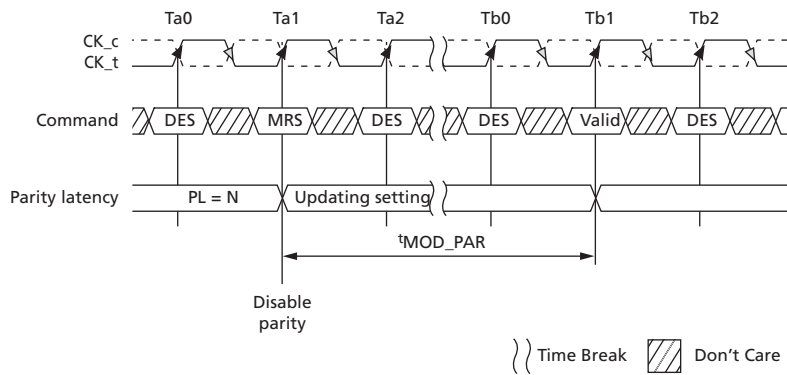 Ta0 Ta1 Ta2 Tb0 Tb1 Tb2
CK_c
CK_t
Command DES MRS DES DES Valid DES
Parity latency PL = N Updating setting
tMOD_PAR
Disable
parity
Time Break Don't Care